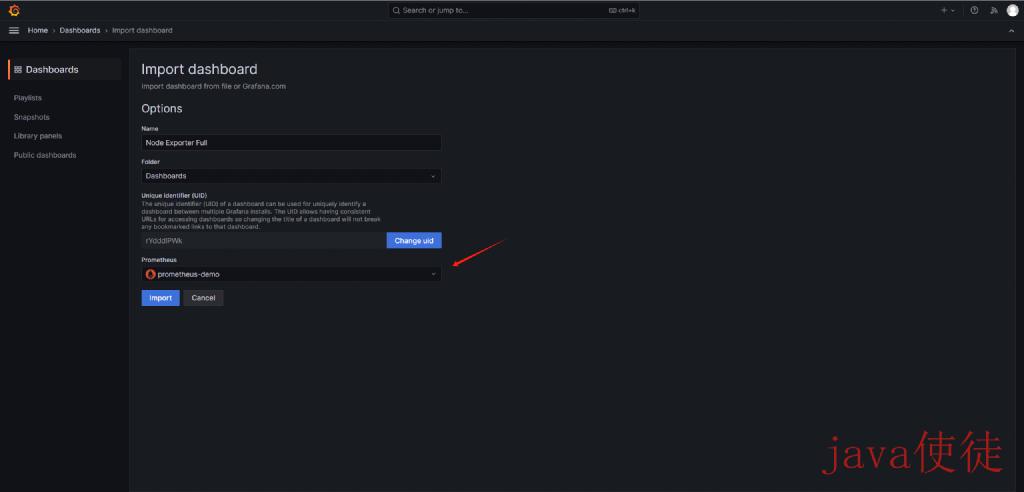 Search or jump to...
ctrl+k
Home › Dashboards › Import dashboard
Dashboards
Playlists
Snapshots
Library panels
Public dashboards
Import dashboard
Import dashboard from file or Grafana.com
Options
Name
Node Exporter Full
Folder
Dashboards
Unique identifier (UID)
The unique identifier (UID) of a dashboard can be used for uniquely identify a
dashboard between multiple Grafana installs. The UID allows having consistent
URLs for accessing dashboards so changing the title of a dashboard will not break
any bookmarked links to that dashboard.
rYdddlPWk
Change uid
Prometheus
prometheus-demo
Import
Cancel
java使徒